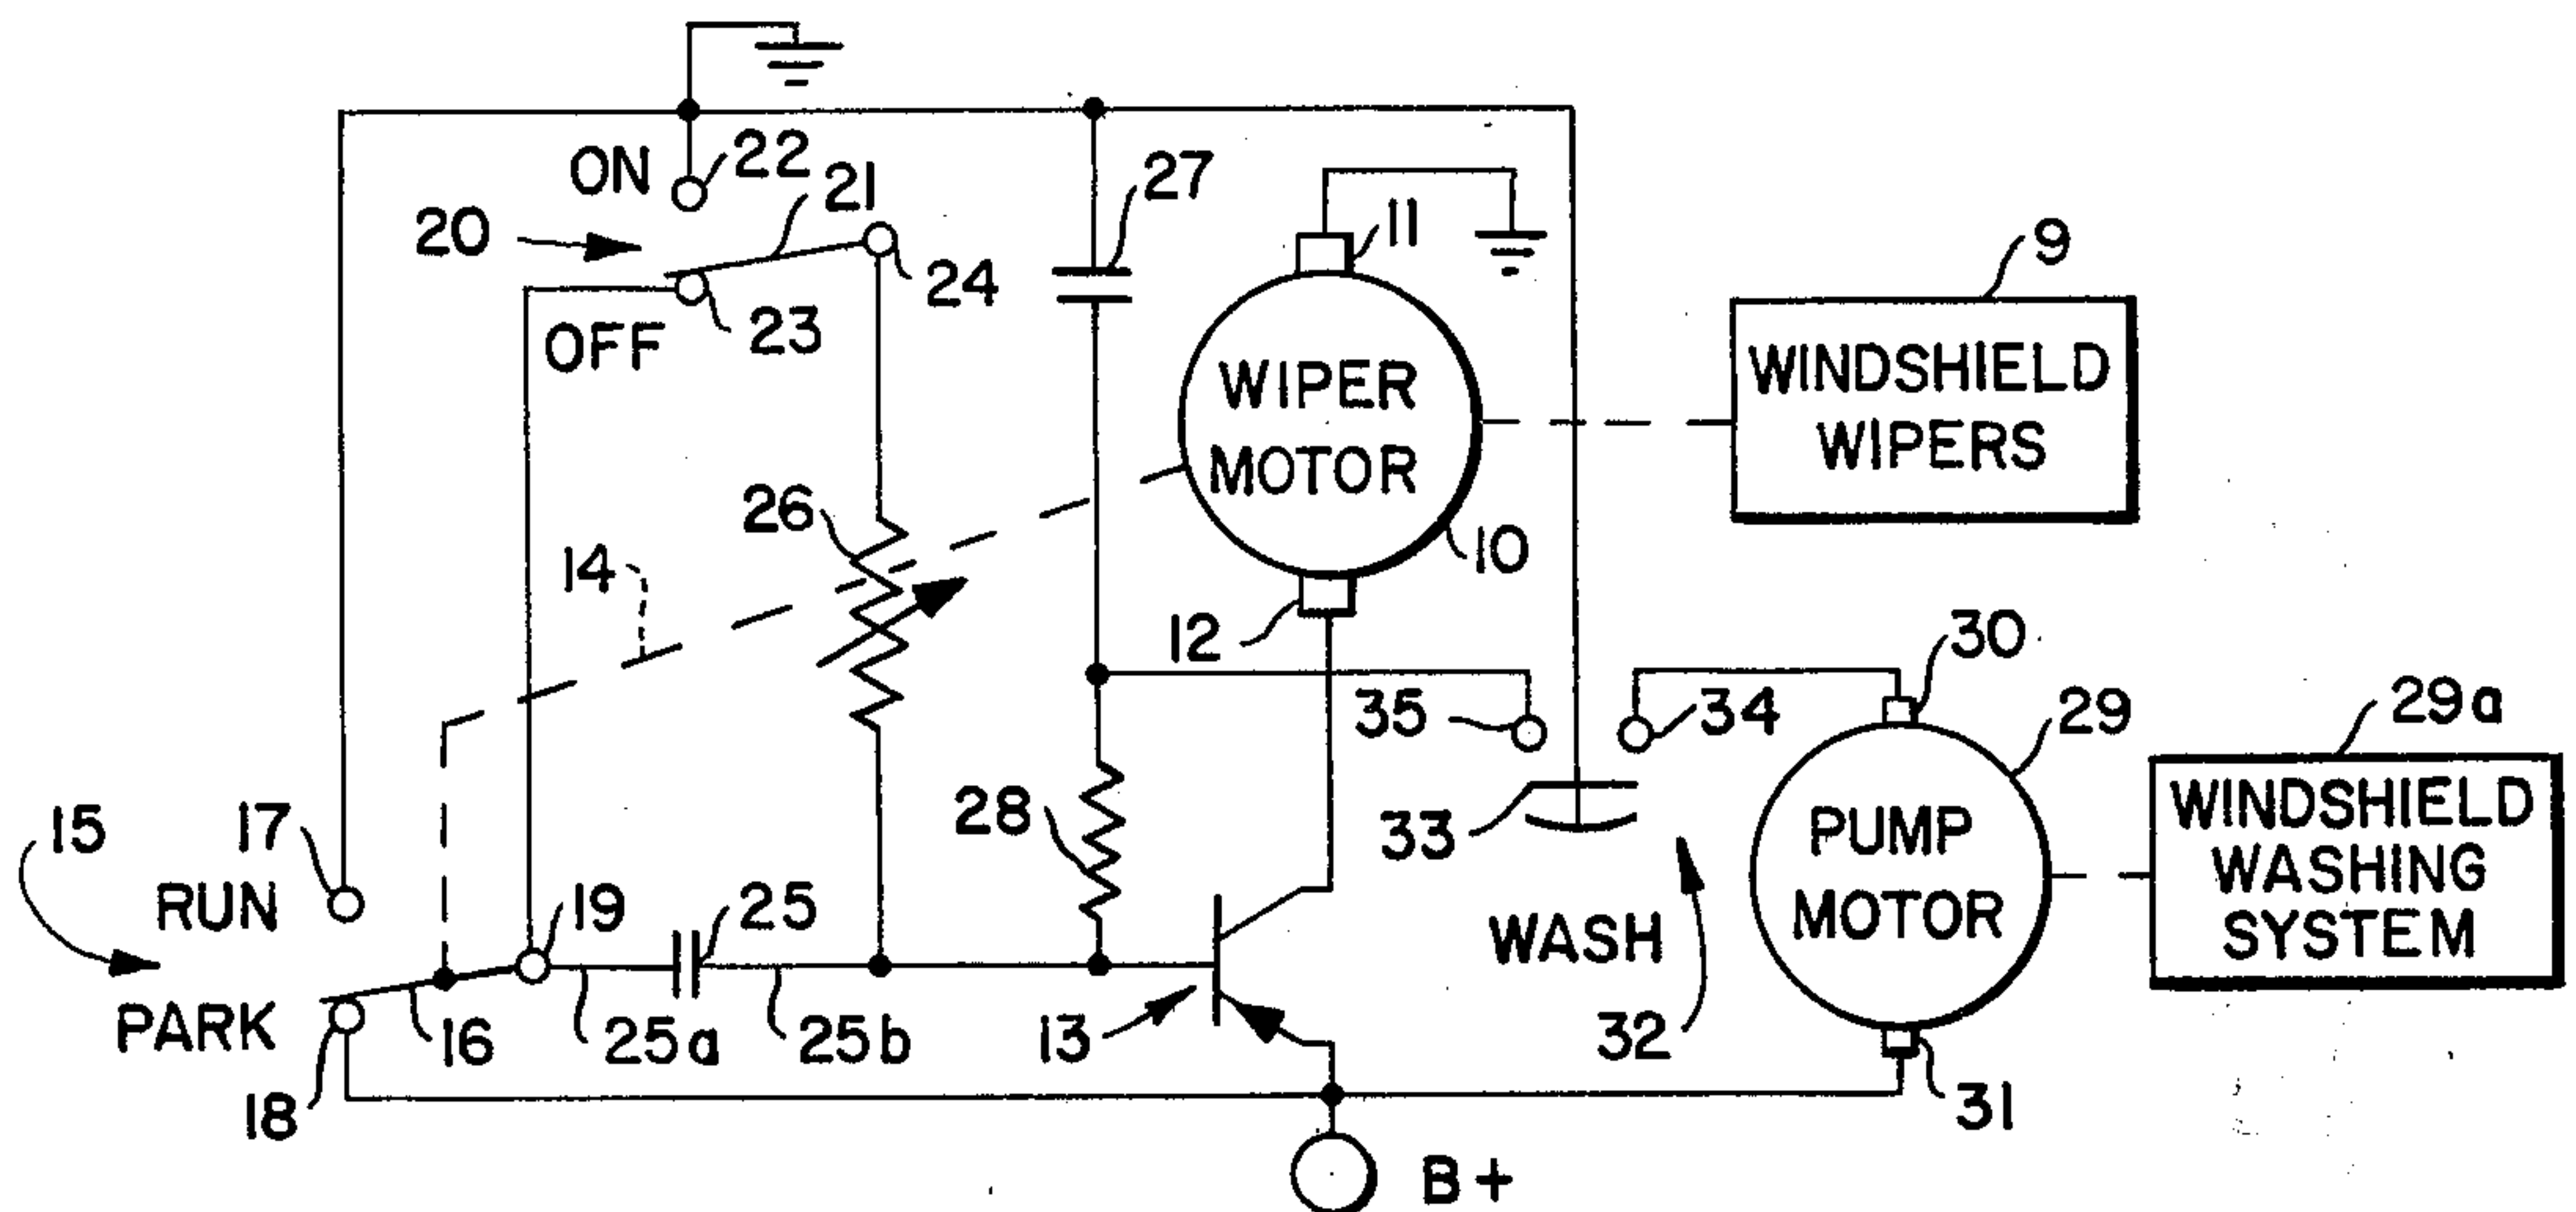 ON
22
21
20
24
23
OFF
27
11
9
WIPER
MOTOR
WINDSHIELD
WIPERS
26
14
10
12
30
35
34
29
29a
28
33
PUMP
MOTOR
WINDSHIELD
WASHING
SYSTEM
15
17
RUN
19
25
WASH
PARK
16
25a
25b
13
32
18
31
B+